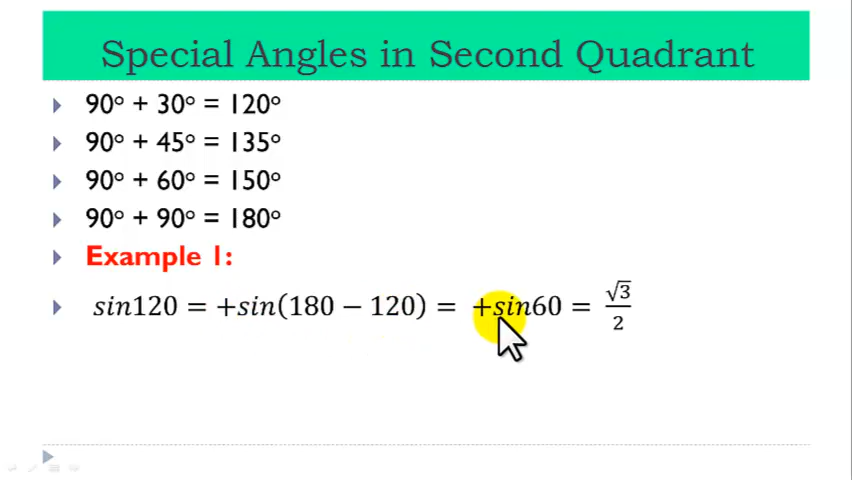 Special Angles in Second Quadrant
90° + 30° = 120°
90° + 45° = 135°
90° + 60° = 150°
90° + 90° = 180°
Example 1:
sin120 = +sin(180 − 120) = +sin60 = √3/2